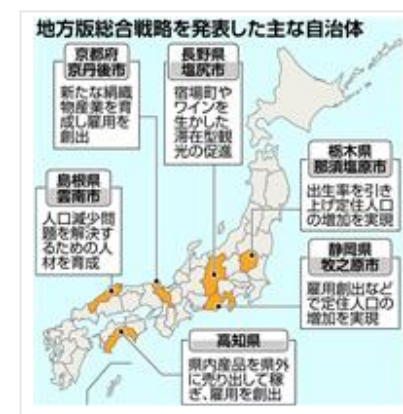 地方版総合戦略を発表した主な自治体
京都府
京丹後市
新たな絹織
物産業を育
成し雇用を
創出
長野県
塩尻市
宿場町や
ワインを
生かした
滞在型観
光の促進
栃木県
那須塩原市
出生率を引き
上げ定住人口
の増加を実現
島根県
雲南市
人口減少問
題を解決す
るための人
材を育成
静岡県
牧之原市
雇用創出など
で定住人口の
増加を実現
高知県
県内産品を県外
に売り出して稼
ぎ、雇用を創出